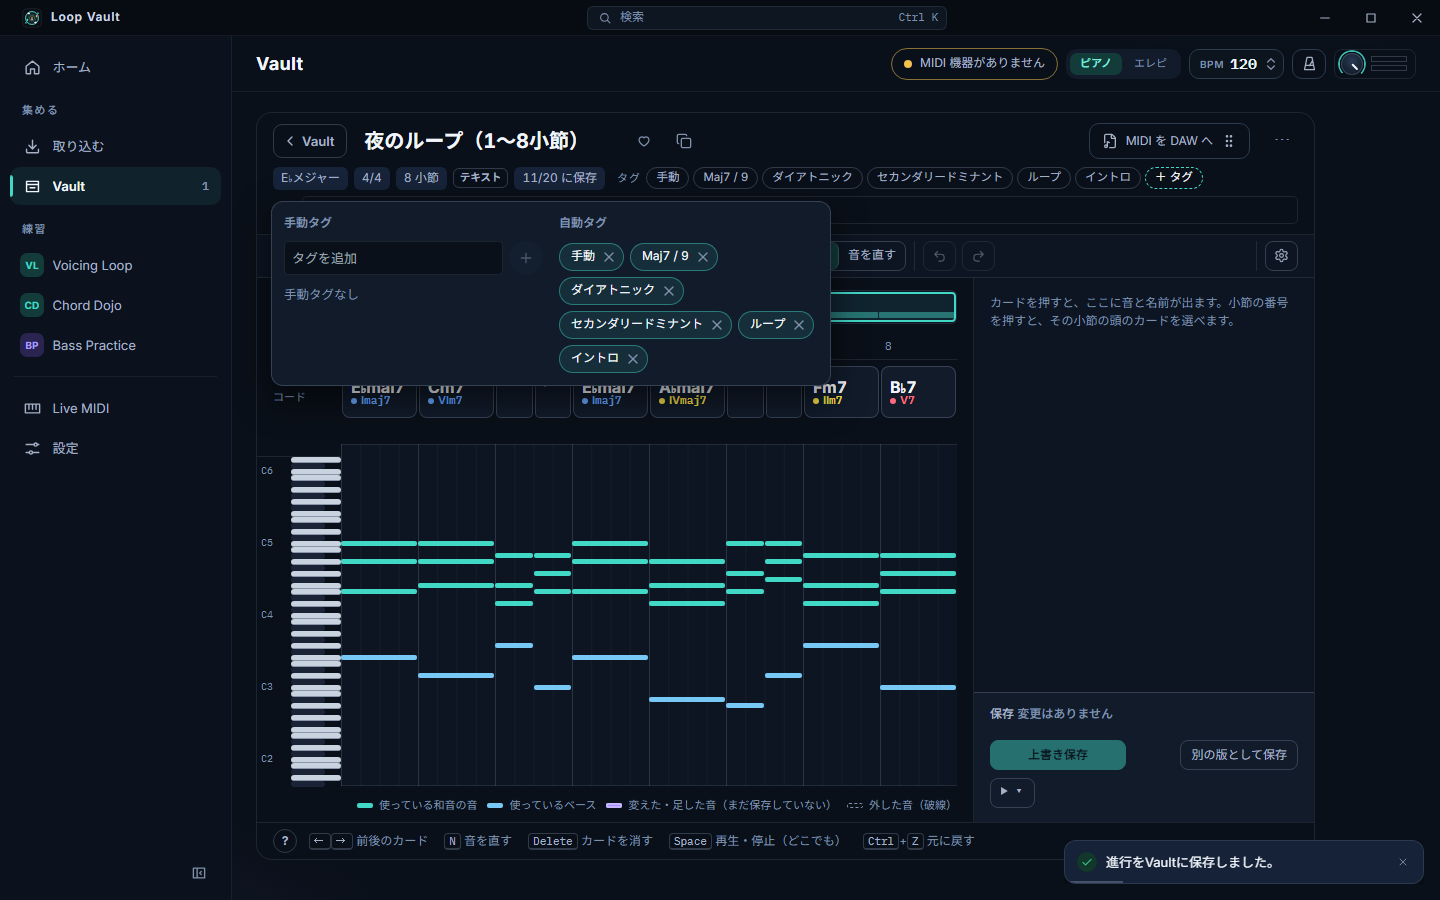 Loop Vault
検索
Ctrl K
ホーム
集める
取り込む
Vault 1
練習
VL Voicing Loop
CD Chord Dojo
BP Bass Practice
Live MIDI
設定
Vault
MIDI 機器がありません
ピアノ エレピ
BPM 120
Vault
夜のループ（1〜8小節）
MIDI を DAW へ
E♭メジャー 4/4 8 小節 テキスト 11/20 に保存 タグ 手動 Maj7 / 9 ダイアトニック セカンダリードミナント ループ イントロ ＋ タグ
手動タグ
タグを追加
手動タグなし
自動タグ
手動 Maj7 / 9
ダイアトニック
セカンダリードミナント ループ
イントロ
音を直す
8
コード
E♭maj7 Cm7 E♭maj7 A♭maj7 Fm7 B♭7
Imaj7 VIm7 Imaj7 IVmaj7 IIm7 V7
C6
C5
C4
C3
C2
使っている和音の音 使っているベース 変えた・足した音（まだ保存していない） 外した音（破線）
カードを押すと、ここに音と名前が出ます。小節の番号
を押すと、その小節の頭のカードを選べます。
保存 変更はありません
上書き保存 別の版として保存
? ← → 前後のカード N 音を直す Delete カードを消す Space 再生・停止（どこでも） Ctrl + Z 元に戻す
進行をVaultに保存しました。